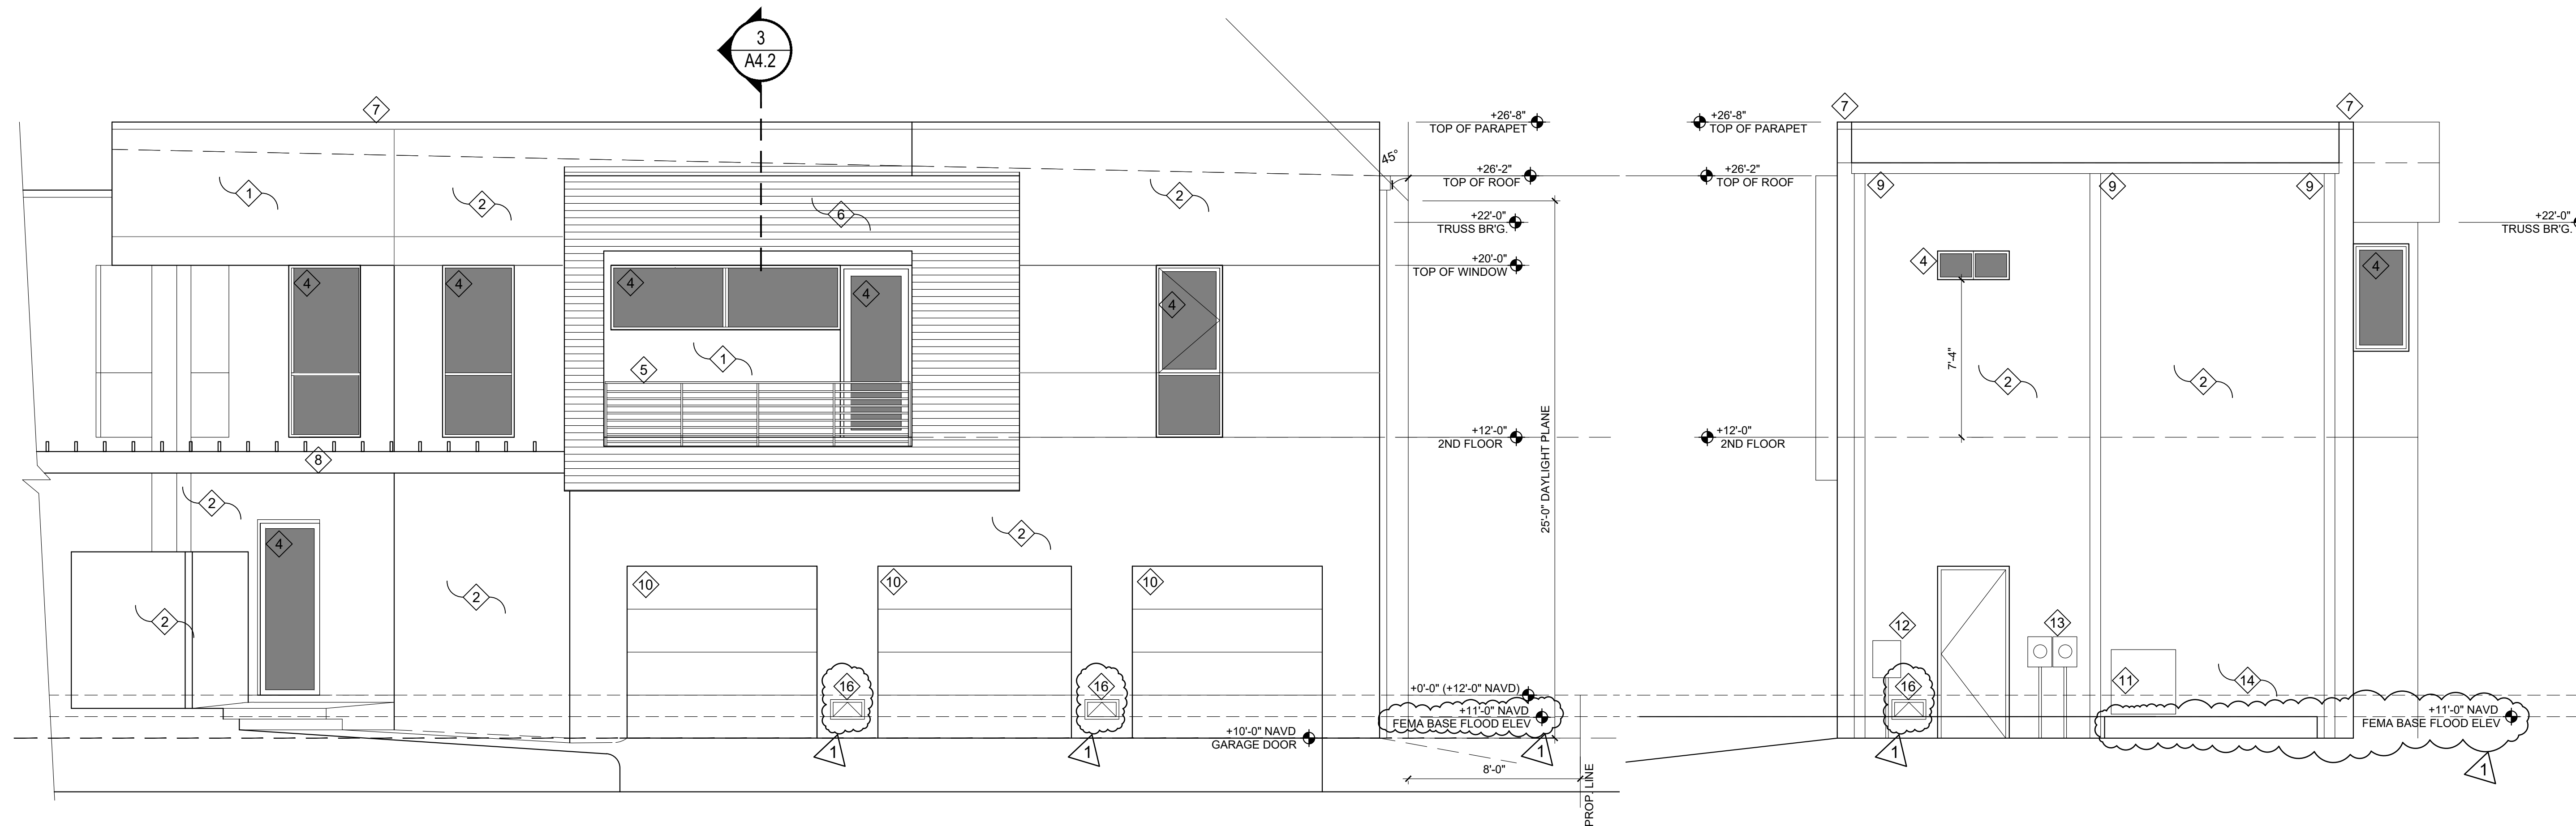 3
A4.2
7
+26'-8"
TOP OF PARAPET
+26'-8"
TOP OF PARAPET
7
7
45°
+26'-2"
TOP OF ROOF
+26'-2"
TOP OF ROOF
1
2
6
2
9
9
9
+22'-0"
TRUSS BR'G.
+22'-0"
TRUSS BR'G.
+20'-0"
TOP OF WINDOW
4
4
4
4
4
4
4
1
5
7'-4"
2
2
+12'-0"
2ND FLOOR
+12'-0"
2ND FLOOR
8
25'-0" DAYLIGHT PLANE
2
2
4
10
10
10
2
2
12
13
16
16
16
11
14
+0'-0" (+12'-0" NAVD)
+11'-0" NAVD
FEMA BASE FLOOD ELEV
+11'-0" NAVD
FEMA BASE FLOOD ELEV
+10'-0" NAVD
GARAGE DOOR
1
1
1
1
1
8'-0"
PROP. LINE